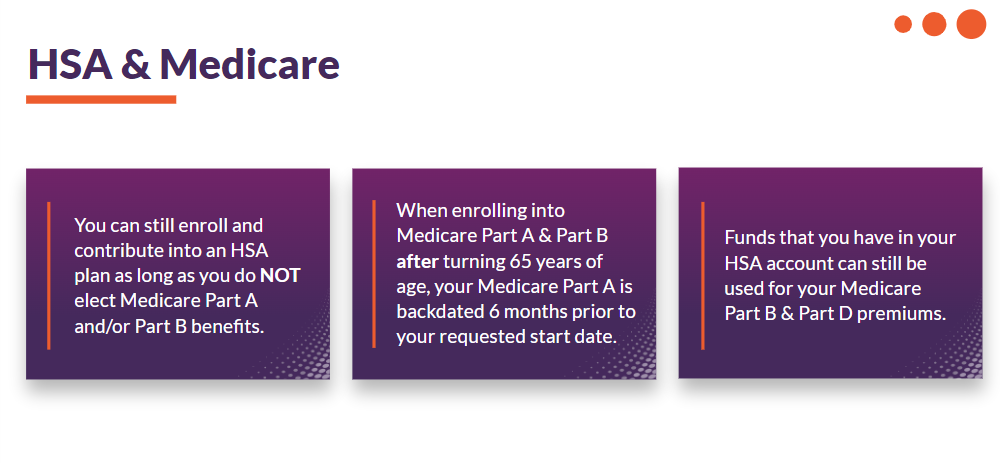 HSA & Medicare
You can still enroll and
contribute into an HSA
plan as long as you do NOT
elect Medicare Part A
and/or Part B benefits.
When enrolling into
Medicare Part A & Part B
after turning 65 years of
age, your Medicare Part A is
backdated 6 months prior to
your requested start date.
Funds that you have in your
HSA account can still be
used for your Medicare
Part B & Part D premiums.